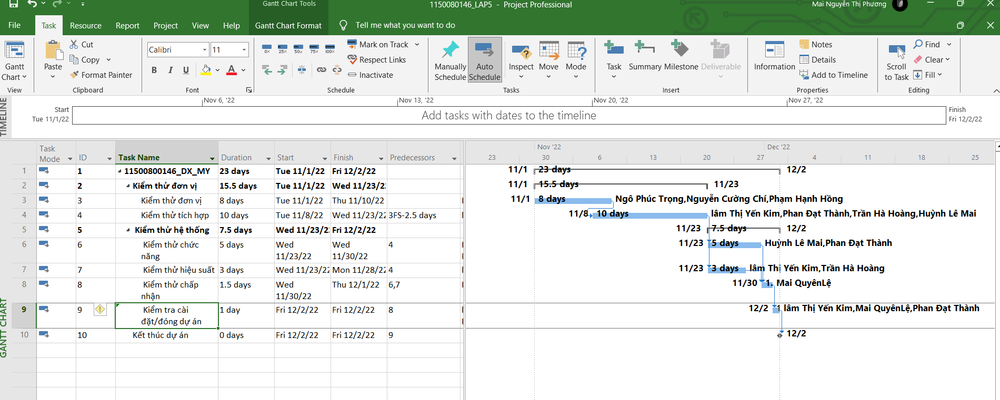 Gantt Chart Tools
1150080146_LAP5 - Project Professional
Mai Nguyễn Thị Phương
File
Task
Resource
Report
Project
View
Help
Gantt Chart Format
Tell me what you want to do
Gantt
Chart
View
Paste
Cut
Copy
Format Painter
Clipboard
Calibri
11
B I U
A
Font
0% 25% 50% 75% 100%
Mark on Track
Respect Links
Inactivate
Schedule
Manually
Schedule
Auto
Schedule
Inspect
Move
Mode
Tasks
Task
Summary
Milestone
Deliverable
Insert
Information
Notes
Details
Add to Timeline
Properties
Scroll
to Task
Find
Clear
Fill
Editing
TIMELINE
Nov 6, '22
Nov 13, '22
Nov 20, '22
Nov 27, '22
Start
Tue 11/1/22
Add tasks with dates to the timeline
Finish
Fri 12/2/22
GANTT CHART
Task
Mode
ID
Task Name
Duration
Start
Finish
Predecessors
Nov '22
Dec '22
23 30 6 13 20 27 4 11 18 25
1 1 11500800146_DX_MY 23 days Tue 11/1/22 Fri 12/2/22
2 2 Kiểm thử đơn vị 15.5 days Tue 11/1/22 Wed 11/23/2
3 3 Kiểm thử đơn vị 8 days Tue 11/1/22 Thu 11/10/22
4 4 Kiểm thử tích hợp 10 days Tue 11/8/22 Wed 11/23/22 3FS-2.5 days
5 5 Kiểm thử hệ thống 7.5 days Wed 11/23/2 Fri 12/2/22
6 6 Kiểm thử chức 5 days Wed Wed 4
năng 11/23/22 11/30/22
7 7 Kiểm thử hiệu suất 3 days Wed 11/23/22 Mon 11/28/22 4
8 8 Kiểm thử chấp 1.5 days Wed Thu 12/1/22 6,7
nhận 11/30/22
9 9 Kiểm tra cài 1 day Fri 12/2/22 Fri 12/2/22 8
đặt/đóng dự án
10 10 Kết thúc dự án 0 days Fri 12/2/22 Fri 12/2/22 9
11/1 23 days 12/2
11/1 15.5 days 11/23
11/1 8 days Ngô Phúc Trọng,Nguyễn Cường Chí,Phạm Hạnh Hồng
11/8 10 days lâm Thị Yến Kim,Phan Đạt Thành,Trần Hà Hoàng,Huỳnh Lê Mai
11/23 7.5 days 12/2
11/23 5 days Huỳnh Lê Mai,Phan Đạt Thành
11/23 3 days lâm Thị Yến Kim,Trần Hà Hoàng
11/30 1. Mai QuyênLệ
12/2 1 lâm Thị Yến Kim,Mai QuyênLệ,Phan Đạt Thành
12/2